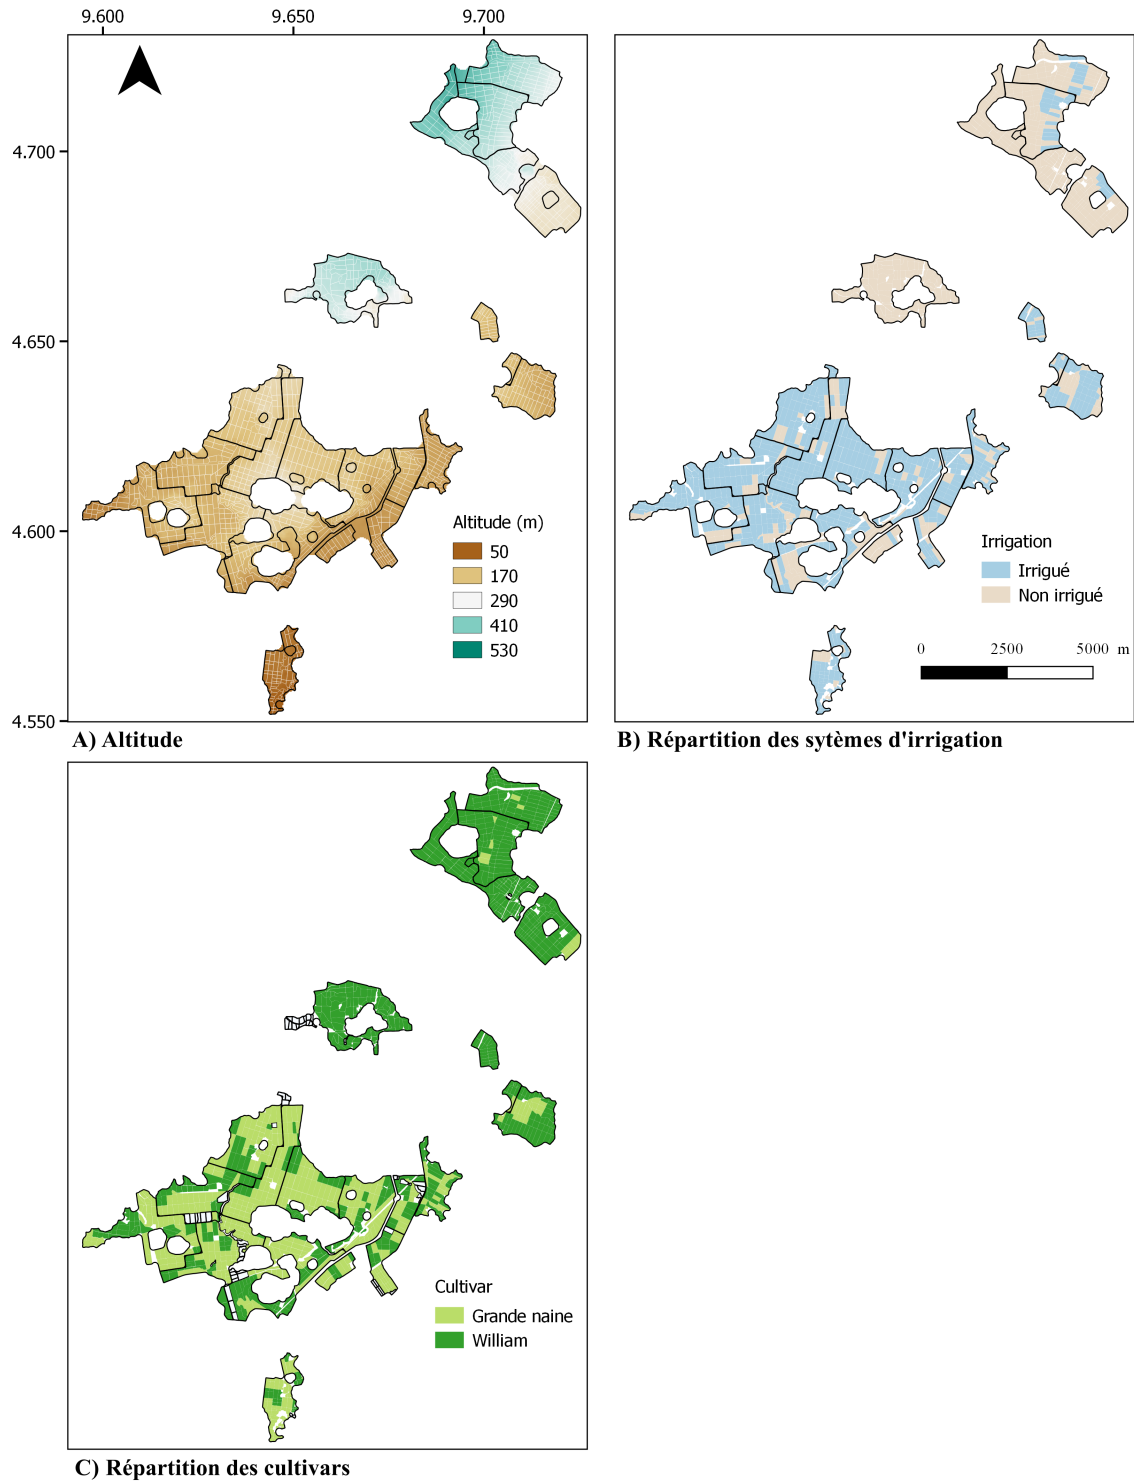 9.600 9.650 9.700
4.700
4.650
4.600
4.550
Altitude (m)
50
170
290
410
530
A) Altitude
Irrigation
Irrigué
Non irrigué
0 2500 5000 m
B) Répartition des sytèmes d'irrigation
Cultivar
Grande naine
William
C) Répartition des cultivars